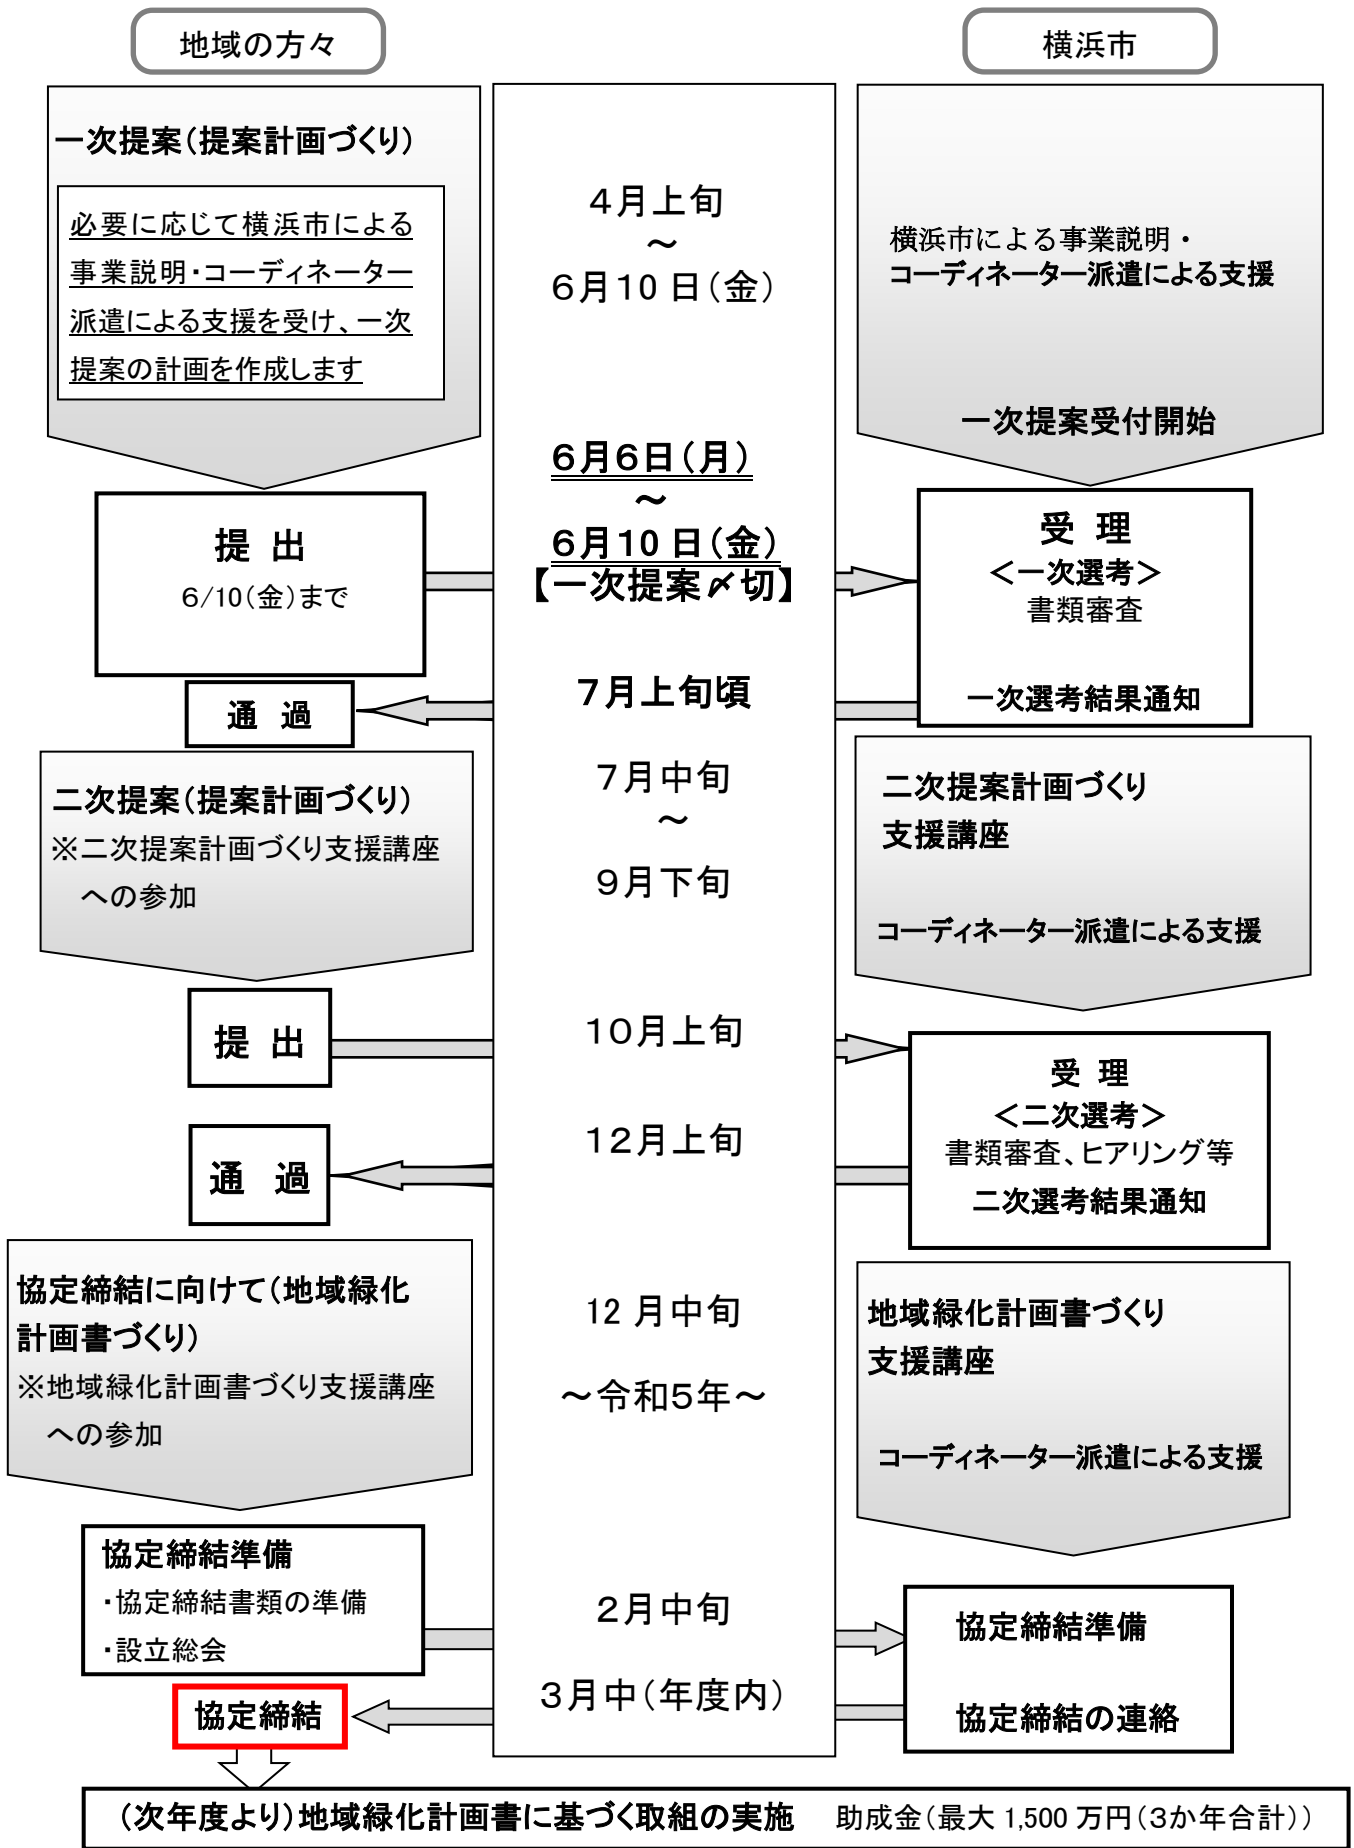 地域の方々
横浜市
一次提案(提案計画づくり)
必要に応じて横浜市による
事業説明・コーディネーター
派遣による支援を受け、一次
提案の計画を作成します
4月上旬
～
6月10日(金)
横浜市による事業説明・
コーディネーター派遣による支援
一次提案受付開始
6月6日(月)
～
6月10日(金)
【一次提案〆切】
提 出
6/10(金)まで
受 理
＜一次選考＞
書類審査
一次選考結果通知
7月上旬頃
通 過
二次提案(提案計画づくり)
※二次提案計画づくり支援講座
への参加
7月中旬
～
9月下旬
二次提案計画づくり
支援講座
コーディネーター派遣による支援
提 出
10月上旬
受 理
＜二次選考＞
書類審査、ヒアリング等
二次選考結果通知
12月上旬
通 過
協定締結に向けて(地域緑化
計画書づくり)
※地域緑化計画書づくり支援講座
への参加
12月中旬
～令和5年～
地域緑化計画書づくり
支援講座
コーディネーター派遣による支援
協定締結準備
・協定締結書類の準備
・設立総会
2月中旬
協定締結準備
3月中(年度内)
協定締結の連絡
協定締結
(次年度より)地域緑化計画書に基づく取組の実施 助成金(最大1,500万円(3か年合計))